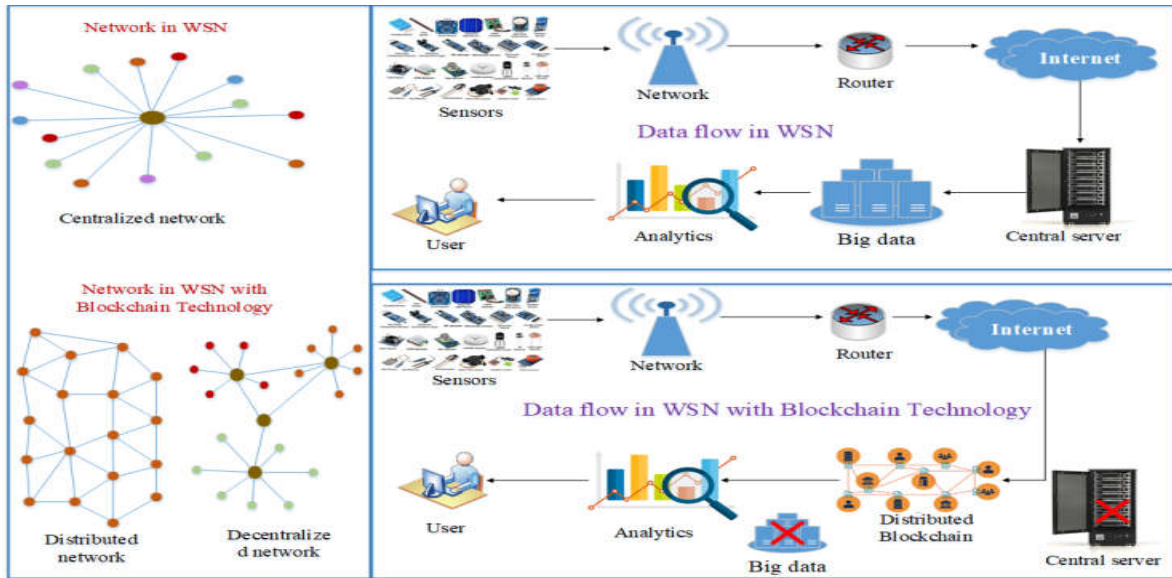 Network in WSN
Centralized network
Network in WSN with
Blockchain Technology
Distributed
network
Decentralize
d network
Sensors
Network
Router
Internet
Data flow in WSN
User
Analytics
Big data
Central server
Sensors
Network
Router
Internet
Data flow in WSN with Blockchain Technology
User
Analytics
Big data
Distributed
Blockchain
Central server